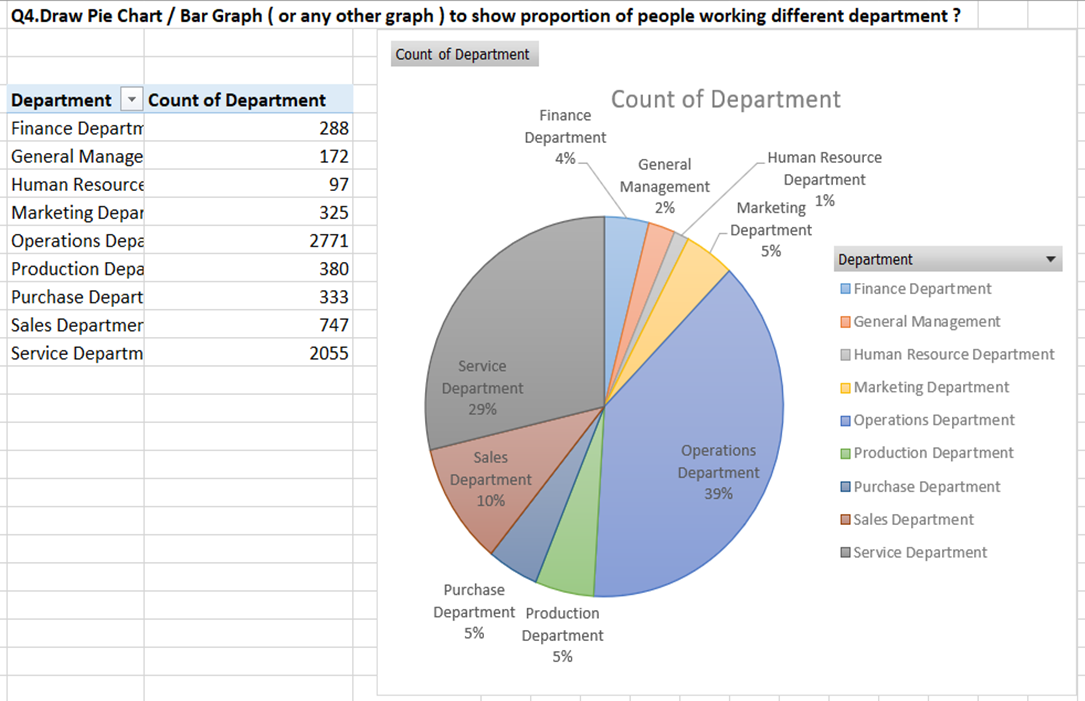 Q4.Draw Pie Chart / Bar Graph ( or any other graph ) to show proportion of people working different department ?
Department Count of Department
Finance Departm 288
General Manage 172
Human Resource 97
Marketing Depar 325
Operations Depa 2771
Production Depa 380
Purchase Depart 333
Sales Departmer 747
Service Departm 2055
Count of Department
Count of Department
Finance
Department
4%
General
Management
2%
Human Resource
Department
1%
Marketing
Department
5%
Operations
Department
39%
Production
Department
5%
Purchase
Department
5%
Sales
Department
10%
Service
Department
29%
Department
Finance Department
General Management
Human Resource Department
Marketing Department
Operations Department
Production Department
Purchase Department
Sales Department
Service Department